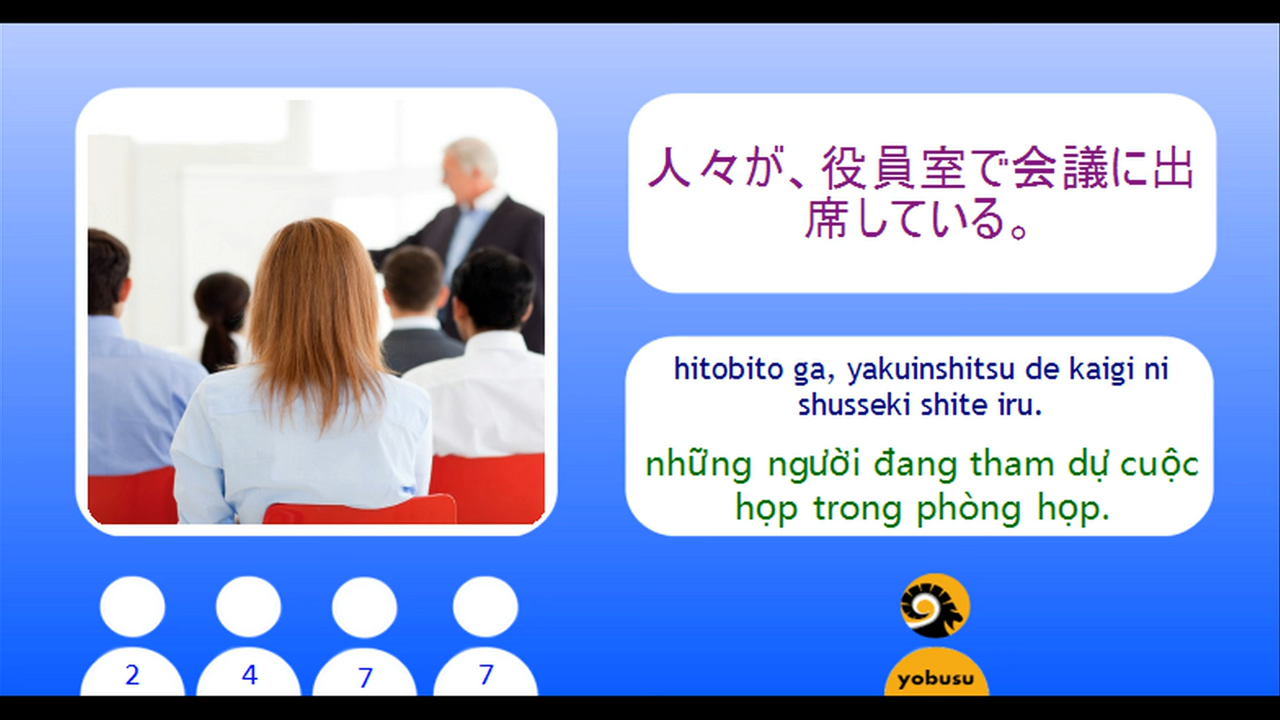 人々が、役員室で会議に出
席している。
hitobito ga, yakuinshitsu de kaigi ni
shusseki shite iru.
những người đang tham dự cuộc
họp trong phòng họp.
2 4 7 7
yobusu